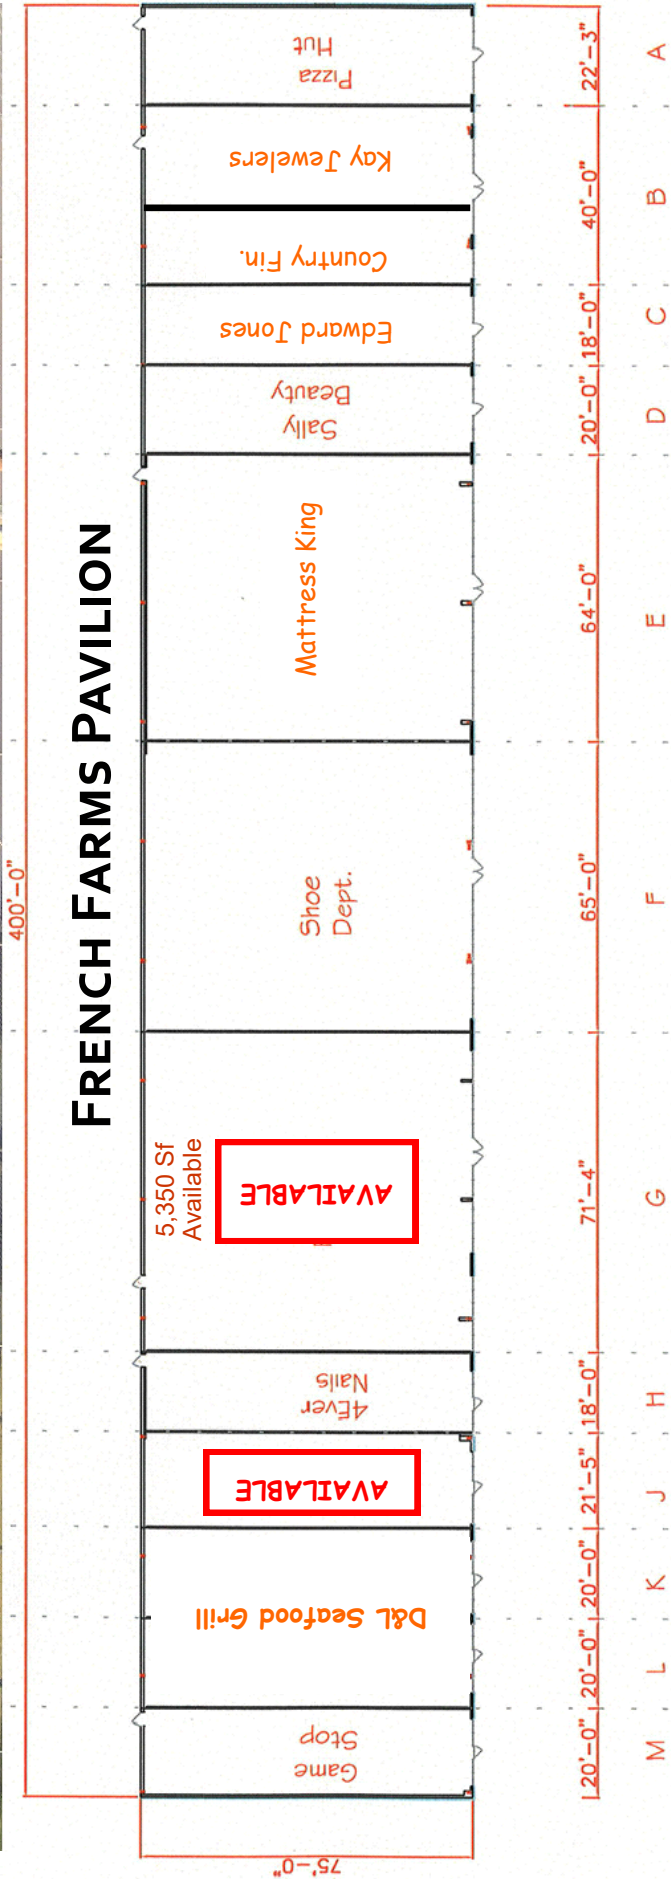 400'-0"
FRENCH FARMS PAVILION
Pizza
Hut
Kay Jewelers
Country Fin.
Edward Jones
Sally
Beauty
Mattress King
Shoe
Dept.
5,350 Sf
Available
AVAILABLE
4Ever
Nails
AVAILABLE
D&L Seafood Grill
Game
Stop
22'-3"
40'-0"
18'-0"
20'-0"
64'-0"
65'-0"
71'-4"
18'-0"
21'-5"
20'-0"
20'-0"
20'-0"
A
B
C
D
E
F
G
H
J
K
L
M
75'-0"